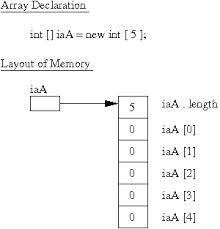 Array Declaration
int [] iaA = new int [ 5 ];
Layout of Memory
iaA
5 iaA . length
0 iaA [0]
0 iaA [1]
0 iaA [2]
0 iaA [3]
0 iaA [4]